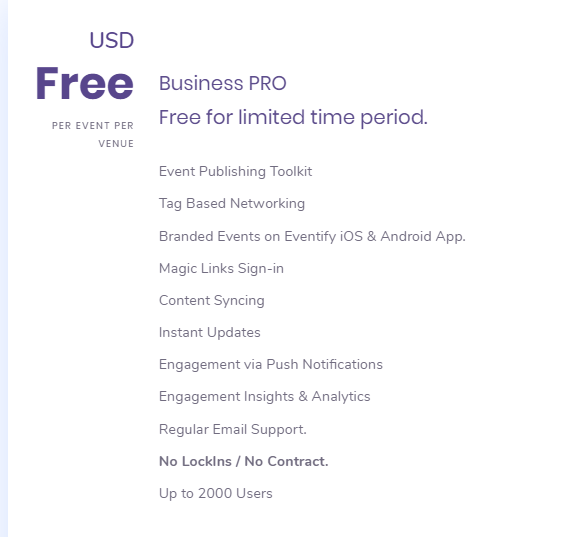 USD
Free
PER EVENT PER
VENUE
Business PRO
Free for limited time period.
Event Publishing Toolkit
Tag Based Networking
Branded Events on Eventify iOS & Android App.
Magic Links Sign-in
Content Syncing
Instant Updates
Engagement via Push Notifications
Engagement Insights & Analytics
Regular Email Support.
No LockIns / No Contract.
Up to 2000 Users